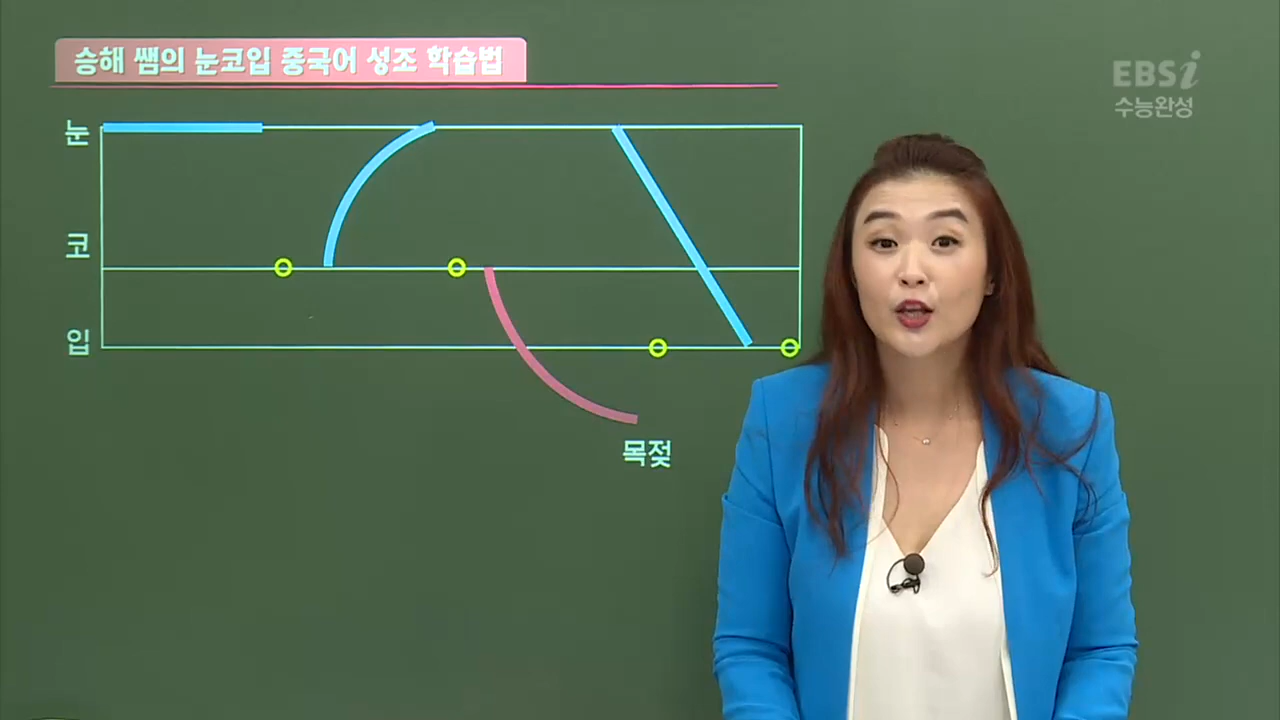 승해 쌤의 눈코입 중국어 성조 학습법
EBSi
수능완성
눈
코
입
목젖